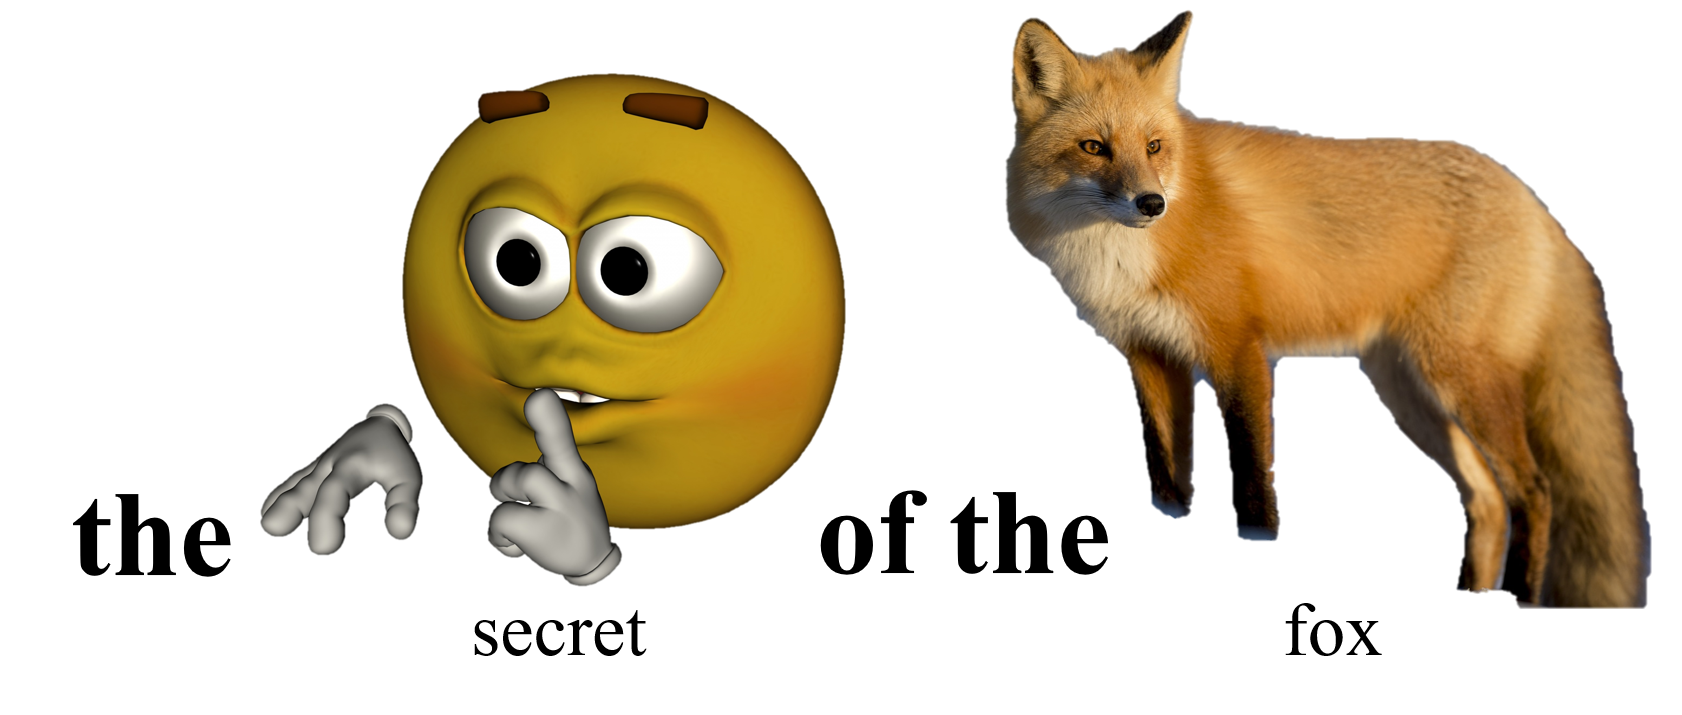 the of the
secret fox